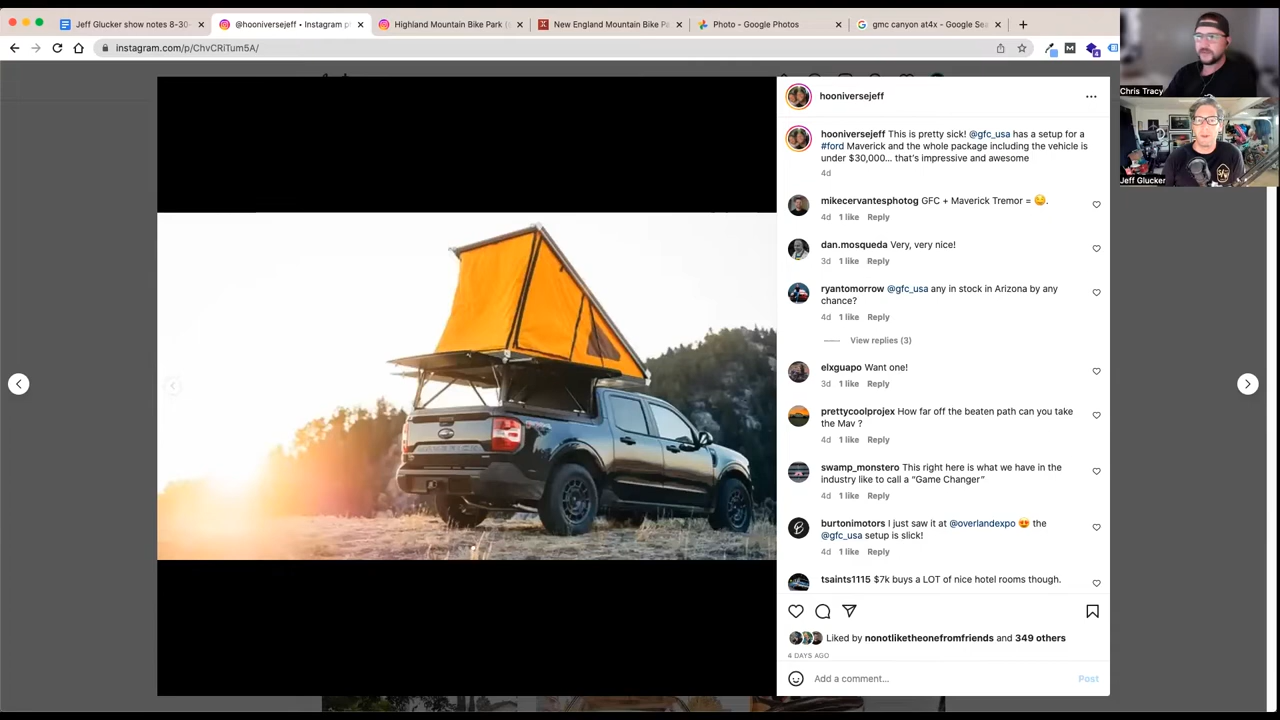 Jeff Glucker show notes 8-30-
@hooniversejeff • Instagram p
Highland Mountain Bike Park (
New England Mountain Bike Pa
Photo - Google Photos
gmc canyon at4x - Google Sea
instagram.com/p/ChvCRiTum5A/
Chris Tracy
Jeff Glucker
hooniversejeff
hooniversejeff This is pretty sick! @gfc_usa has a setup for a
#ford Maverick and the whole package including the vehicle is
under $30,000... that's impressive and awesome
4d
mikecervantesphotog GFC + Maverick Tremor = 😋.
4d 1 like Reply
dan.mosqueda Very, very nice!
3d 1 like Reply
ryantomorrow @gfc_usa any in stock in Arizona by any
chance?
4d 1 like Reply
View replies (3)
elxguapo Want one!
3d 1 like Reply
prettycoolprojex How far off the beaten path can you take
the Mav ?
4d 1 like Reply
swamp_monstero This right here is what we have in the
industry like to call a "Game Changer"
4d 1 like Reply
burtonimotors I just saw it at @overlandexpo 😍 the
@gfc_usa setup is slick!
4d 1 like Reply
tsaints1115 $7k buys a LOT of nice hotel rooms though.
Liked by nonotliketheonefromfriends and 349 others
4 DAYS AGO
Add a comment...
Post
Ford
MAVERICK